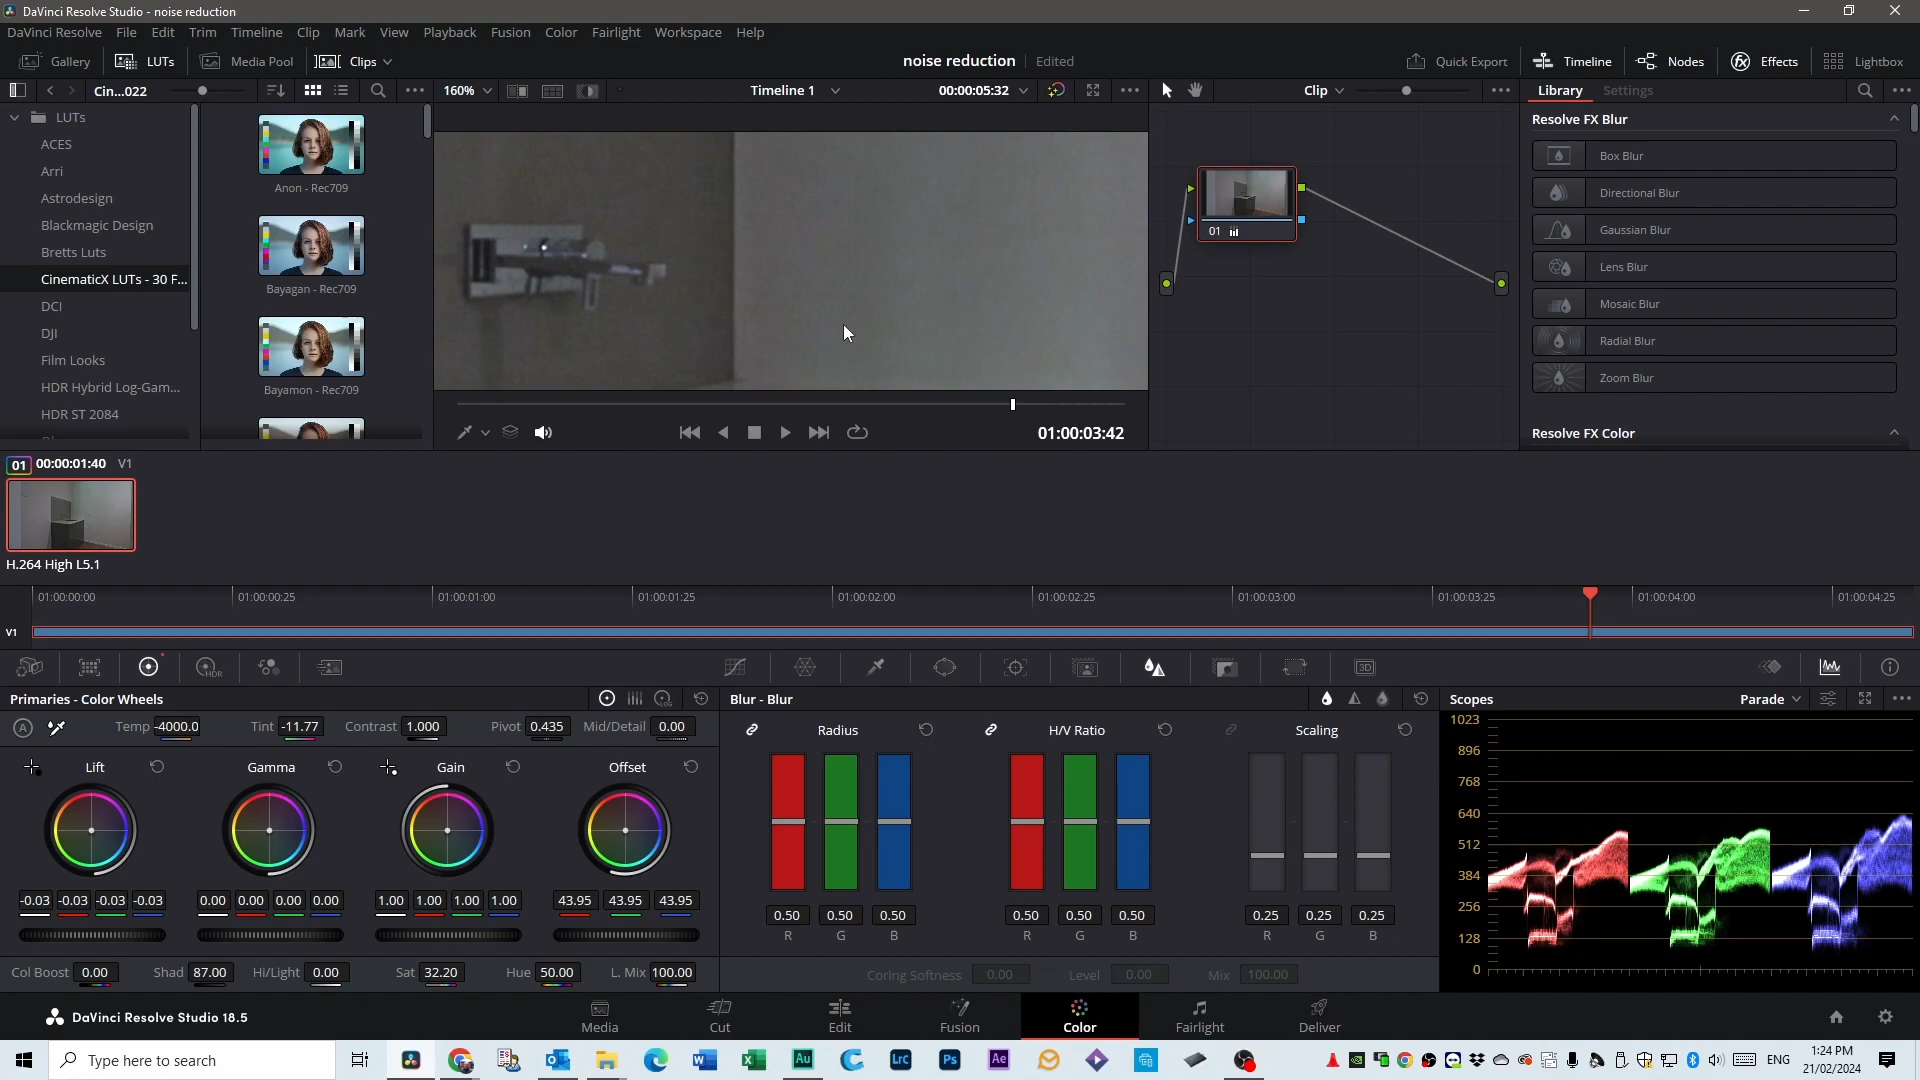 DaVinci Resolve Studio - noise reduction
DaVinci Resolve File Edit Trim Timeline Clip Mark View Playback Fusion Color Fairlight Workspace Help
Gallery LUTs Media Pool Clips noise reduction Edited Quick Export Timeline Nodes Effects Lightbox
Cin...022 160% Timeline 1 00:00:05:32 Clip Library Settings
LUTs
ACES
Arri
Astrodesign
Blackmagic Design
Bretts Luts
CinematicX LUTs - 30 F...
DCI
DJI
Film Looks
HDR Hybrid Log-Gam...
HDR ST 2084
Anon - Rec709
Bayagan - Rec709
Bayamon - Rec709
01:00:03:42
01
Resolve FX Blur
Box Blur
Directional Blur
Gaussian Blur
Lens Blur
Mosaic Blur
Radial Blur
Zoom Blur
Resolve FX Color
01 00:00:01:40 V1
H.264 High L5.1
01:00:00:00 01:00:00:25 01:00:01:00 01:00:01:25 01:00:02:00 01:00:02:25 01:00:03:00 01:00:03:25 01:00:04:00 01:00:04:25
V1
HDR
3D
Primaries - Color Wheels
LOG
A Temp -4000.0 Tint -11.77 Contrast 1.000 Pivot 0.435 Mid/Detail 0.00
Lift Gamma Gain Offset
-0.03 -0.03 -0.03 -0.03 0.00 0.00 0.00 0.00 1.00 1.00 1.00 1.00 43.95 43.95 43.95
Col Boost 0.00 Shad 87.00 Hi/Light 0.00 Sat 32.20 Hue 50.00 L. Mix 100.00
Blur - Blur
Radius H/V Ratio Scaling
0.50 0.50 0.50 0.50 0.50 0.50 0.25 0.25 0.25
R G B R G B R G B
Coring Softness 0.00 Level 0.00 Mix 100.00
Scopes Parade
1023
896
768
640
512
384
256
128
0
DaVinci Resolve Studio 18.5
Media Cut Edit Fusion Color Fairlight Deliver
Type here to search
Au
Lrc
Ps
Ae
ENG
1:24 PM
21/02/2024